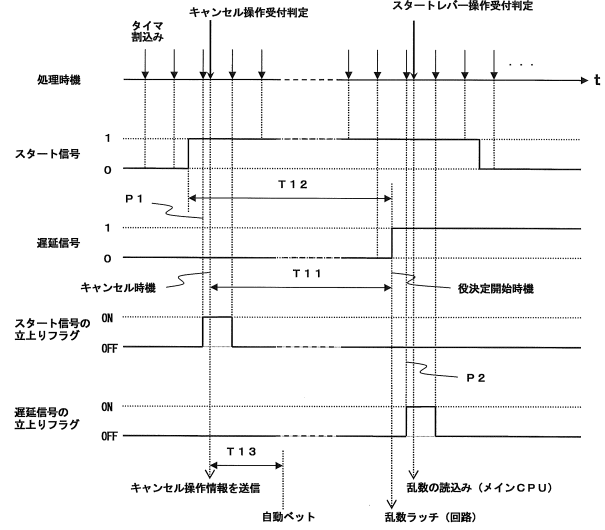 キャンセル操作受付判定
スタートレバー操作受付判定
タイマ
割込み
・・・
処理時機
t
1
スタート信号
0
T12
P1
1
遅延信号
0
T11
キャンセル時機
役決定開始時機
スタート信号の
立上りフラグ
ON
OFF
P2
遅延信号の
立上りフラグ
ON
OFF
T13
キャンセル操作情報を送信
乱数の読込み（メインCPU）
自動ベット
乱数ラッチ（回路）